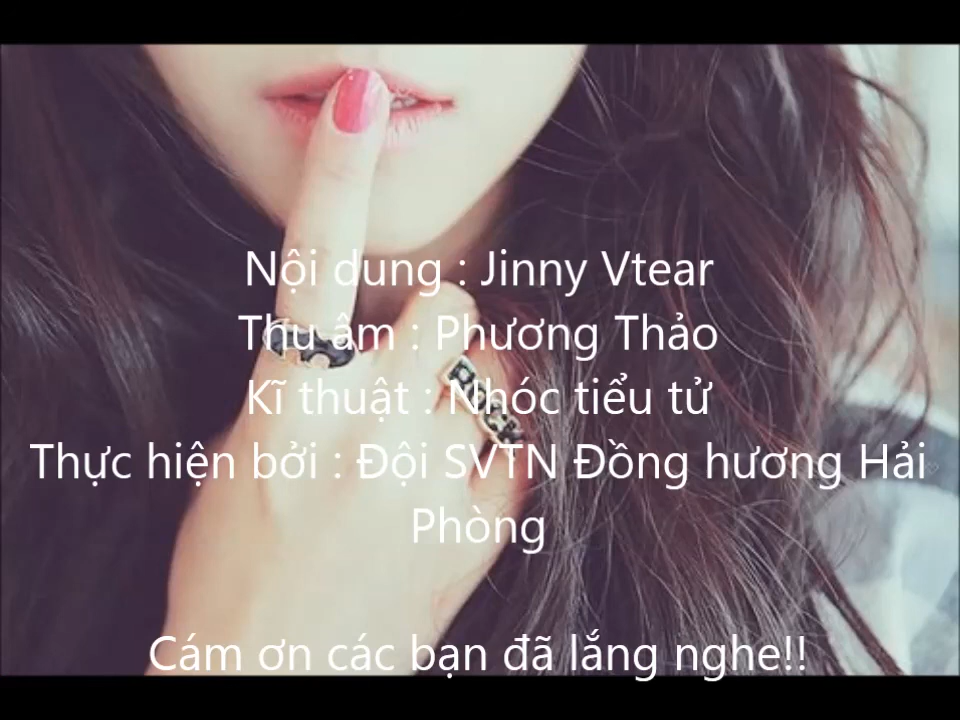 Nội dung : Jinny Vtear
Thu âm : Phương Thảo
Kĩ thuật : Nhóc tiểu tử
Thực hiện bởi : Đội SVTN Đồng hương Hải
Phòng
Cám ơn các bạn đã lắng nghe!!